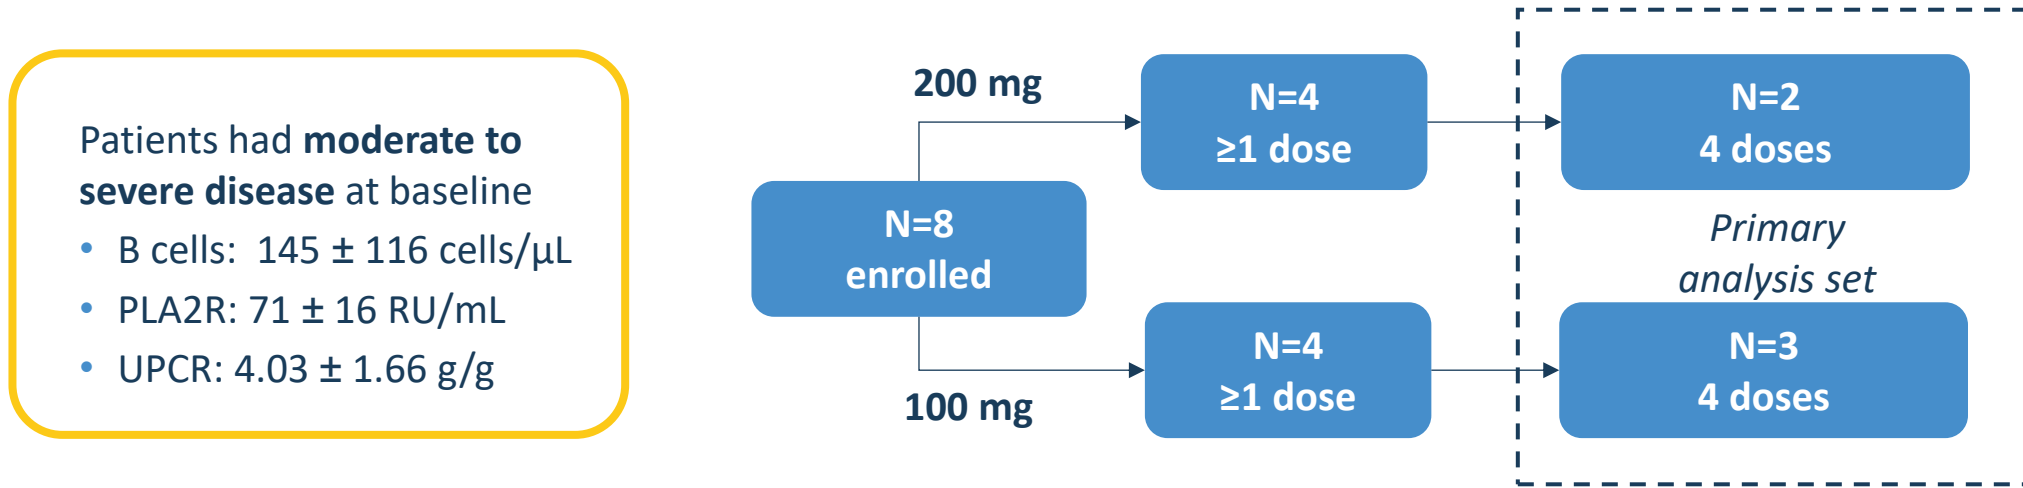 Patients had moderate to
severe disease at baseline
• B cells:  145 ± 116 cells/μL
• PLA2R: 71 ± 16 RU/mL
• UPCR: 4.03 ± 1.66 g/g
N=8
enrolled
200 mg
N=4
≥1 dose
N=2
4 doses
Primary
analysis set
100 mg
N=4
≥1 dose
N=3
4 doses